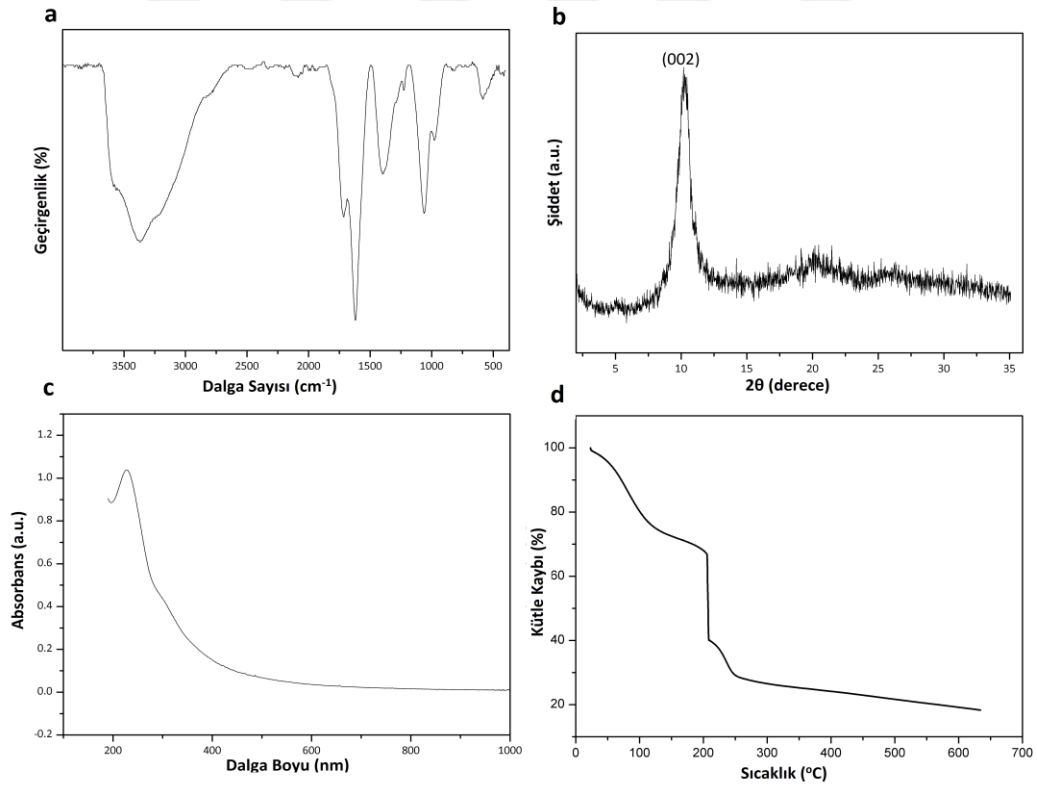 a
Geçirgenlik (%)
3500 3000 2500 2000 1500 1000 500
Dalga Sayısı (cm⁻¹)
b
(002)
Şiddet (a.u.)
5 10 15 20 25 30 35
2θ (derece)
c
1.2
1.0
0.8
0.6
0.4
0.2
0.0
-0.2
Absorbans (a.u.)
200 400 600 800 1000
Dalga Boyu (nm)
d
100
80
60
40
20
Kütle Kaybı (%)
0 100 200 300 400 500 600 700
Sıcaklık (°C)